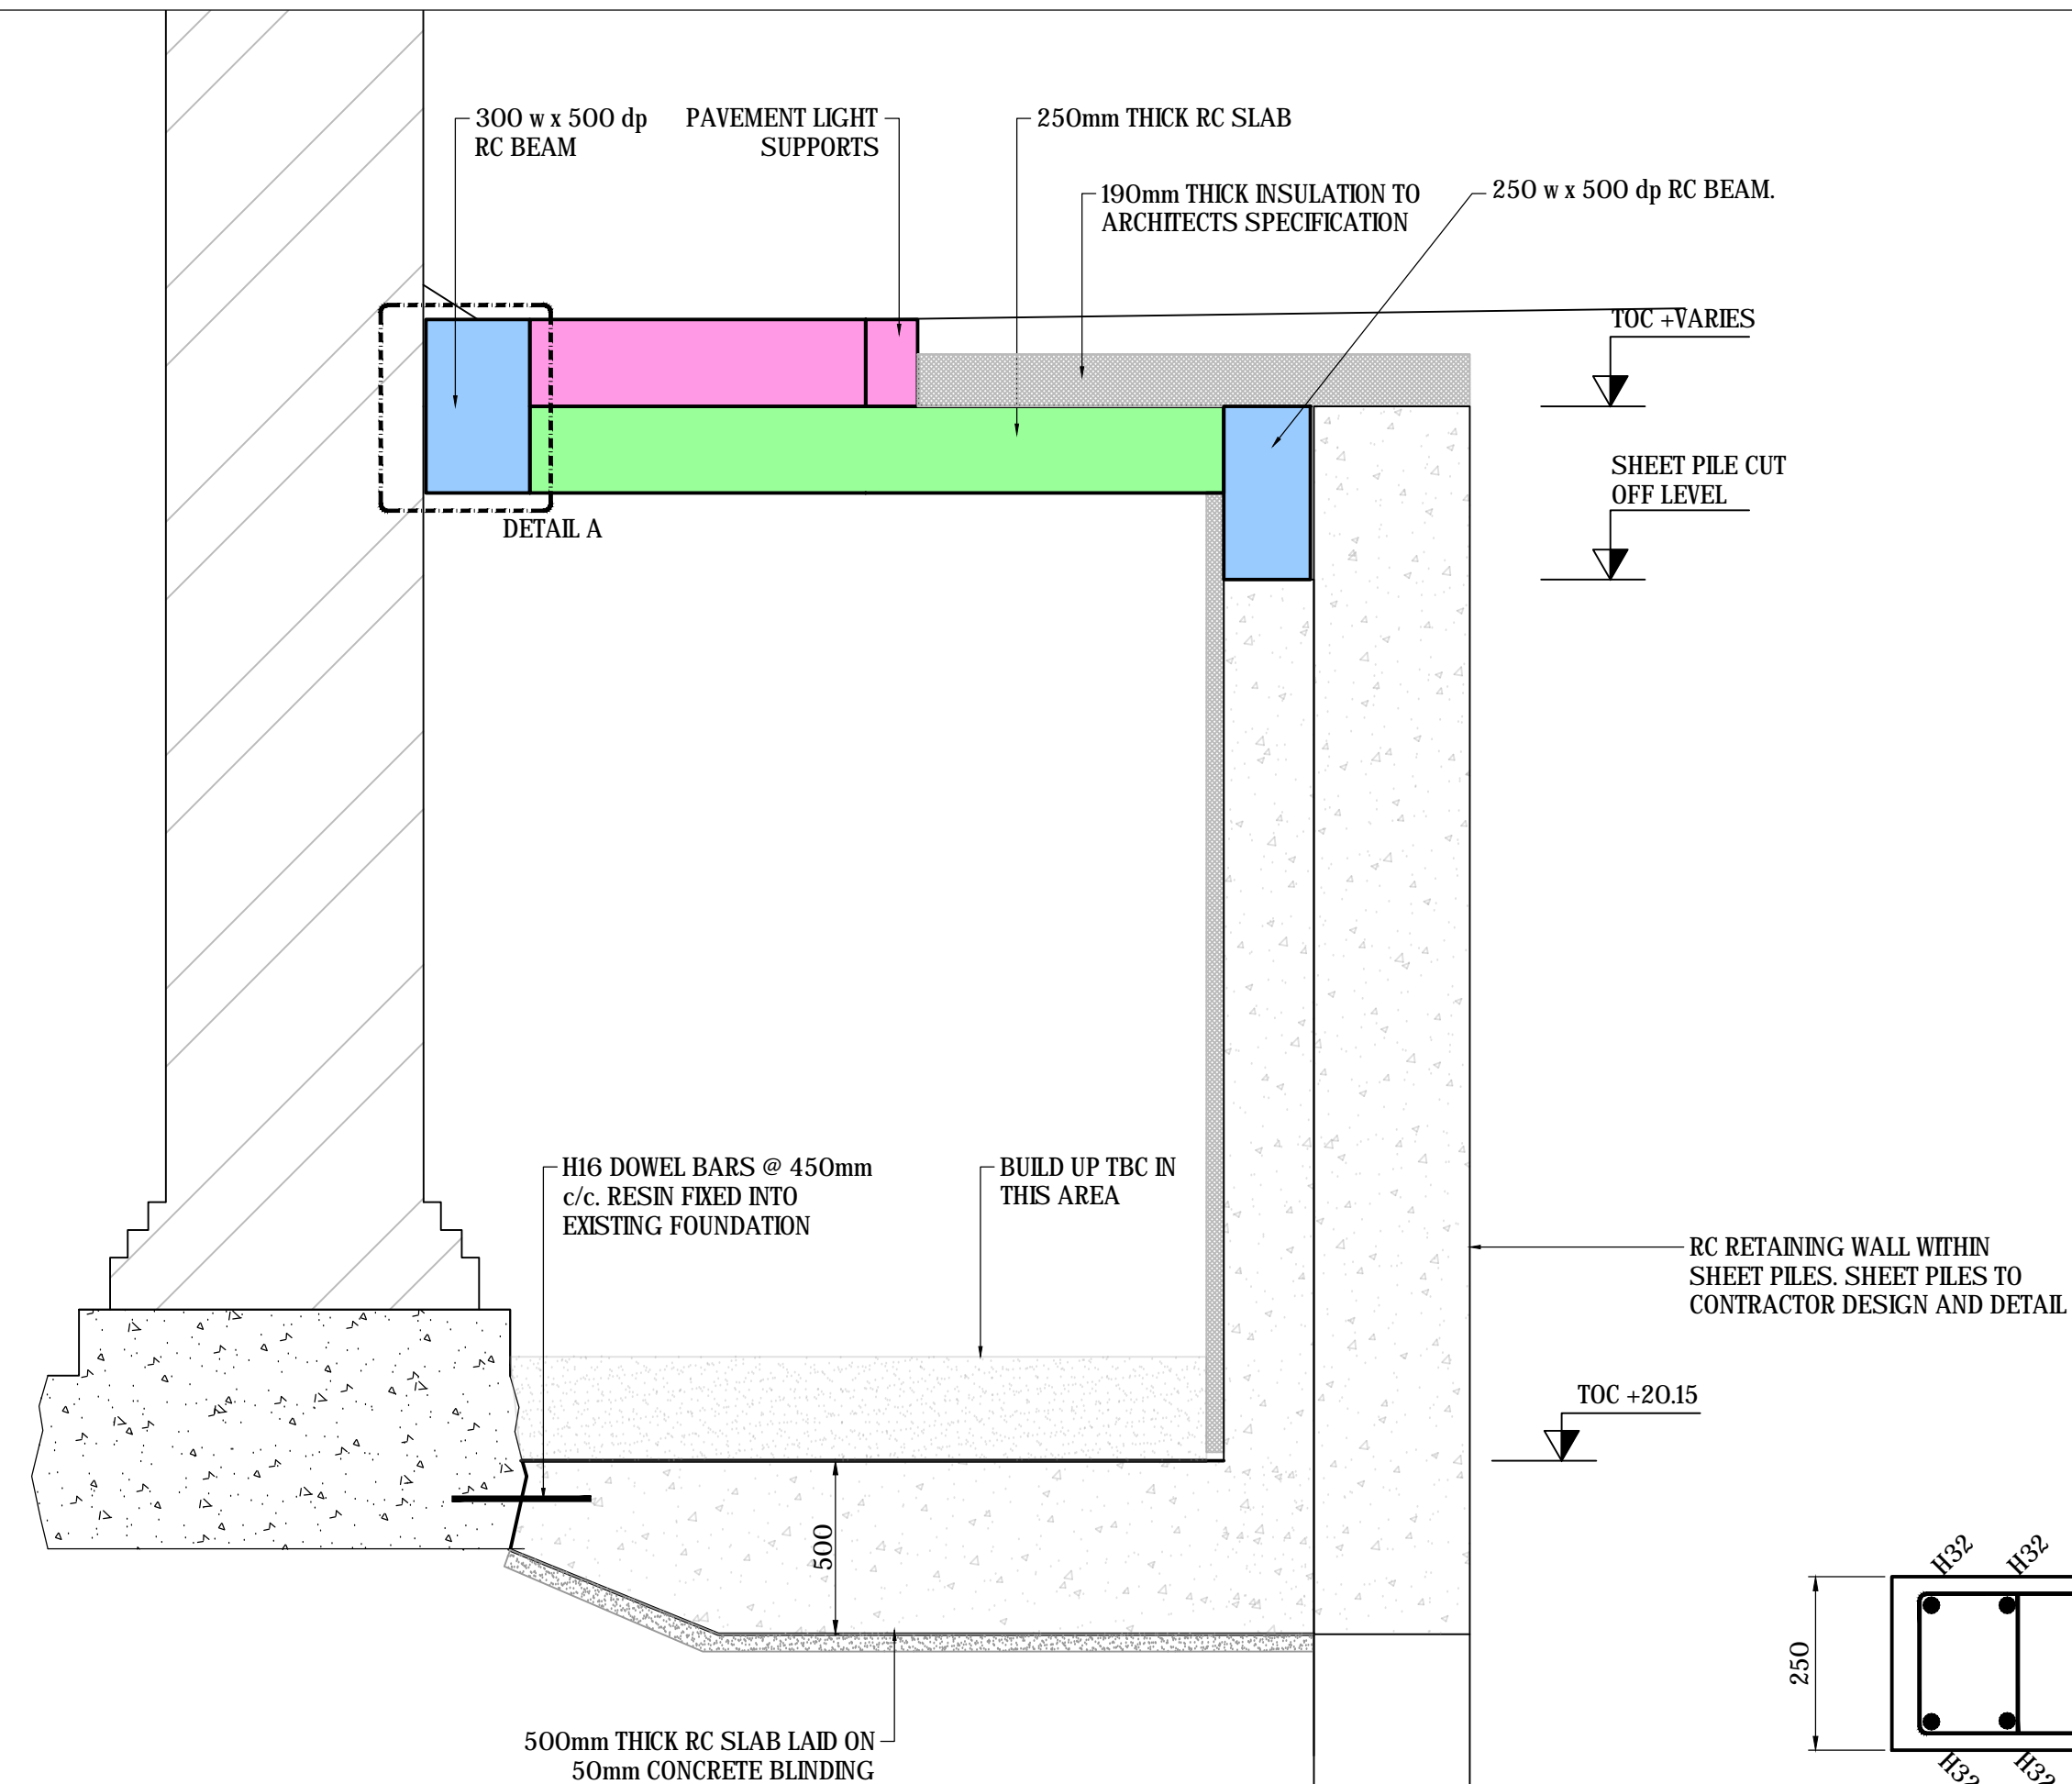 300 w x 500 dp
RC BEAM
PAVEMENT LIGHT
SUPPORTS
250mm THICK RC SLAB
190mm THICK INSULATION TO
ARCHITECTS SPECIFICATION
250 w x 500 dp RC BEAM.
TOC +VARIES
SHEET PILE CUT
OFF LEVEL
DETAIL A
H16 DOWEL BARS @ 450mm
c/c. RESIN FIXED INTO
EXISTING FOUNDATION
BUILD UP TBC IN
THIS AREA
RC RETAINING WALL WITHIN
SHEET PILES. SHEET PILES TO
CONTRACTOR DESIGN AND DETAIL
TOC +20.15
500
H32
H32
250
H32
H32
500mm THICK RC SLAB LAID ON
50mm CONCRETE BLINDING